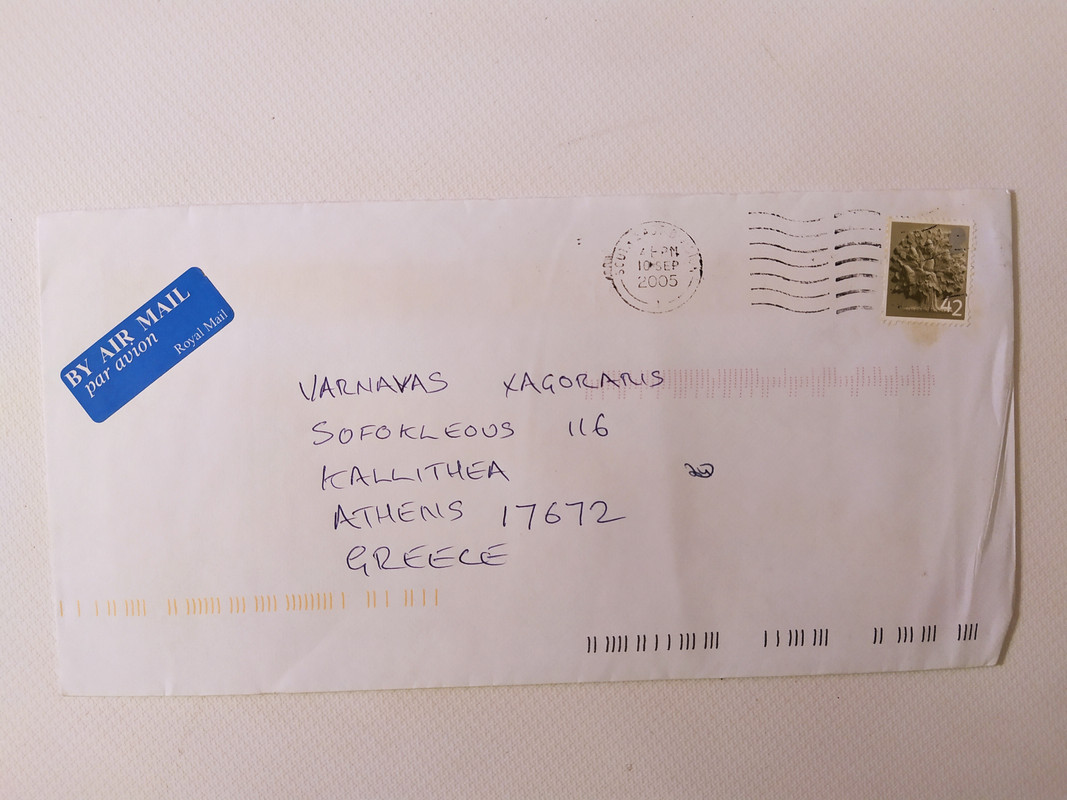 BY AIR MAIL
par avion
Royal Mail
10 SEP
2005
42
VARNAVAS XAGORARIS
SOFOKLEOUS 116
KALLITHEA
ATHENS 17672
GREECE